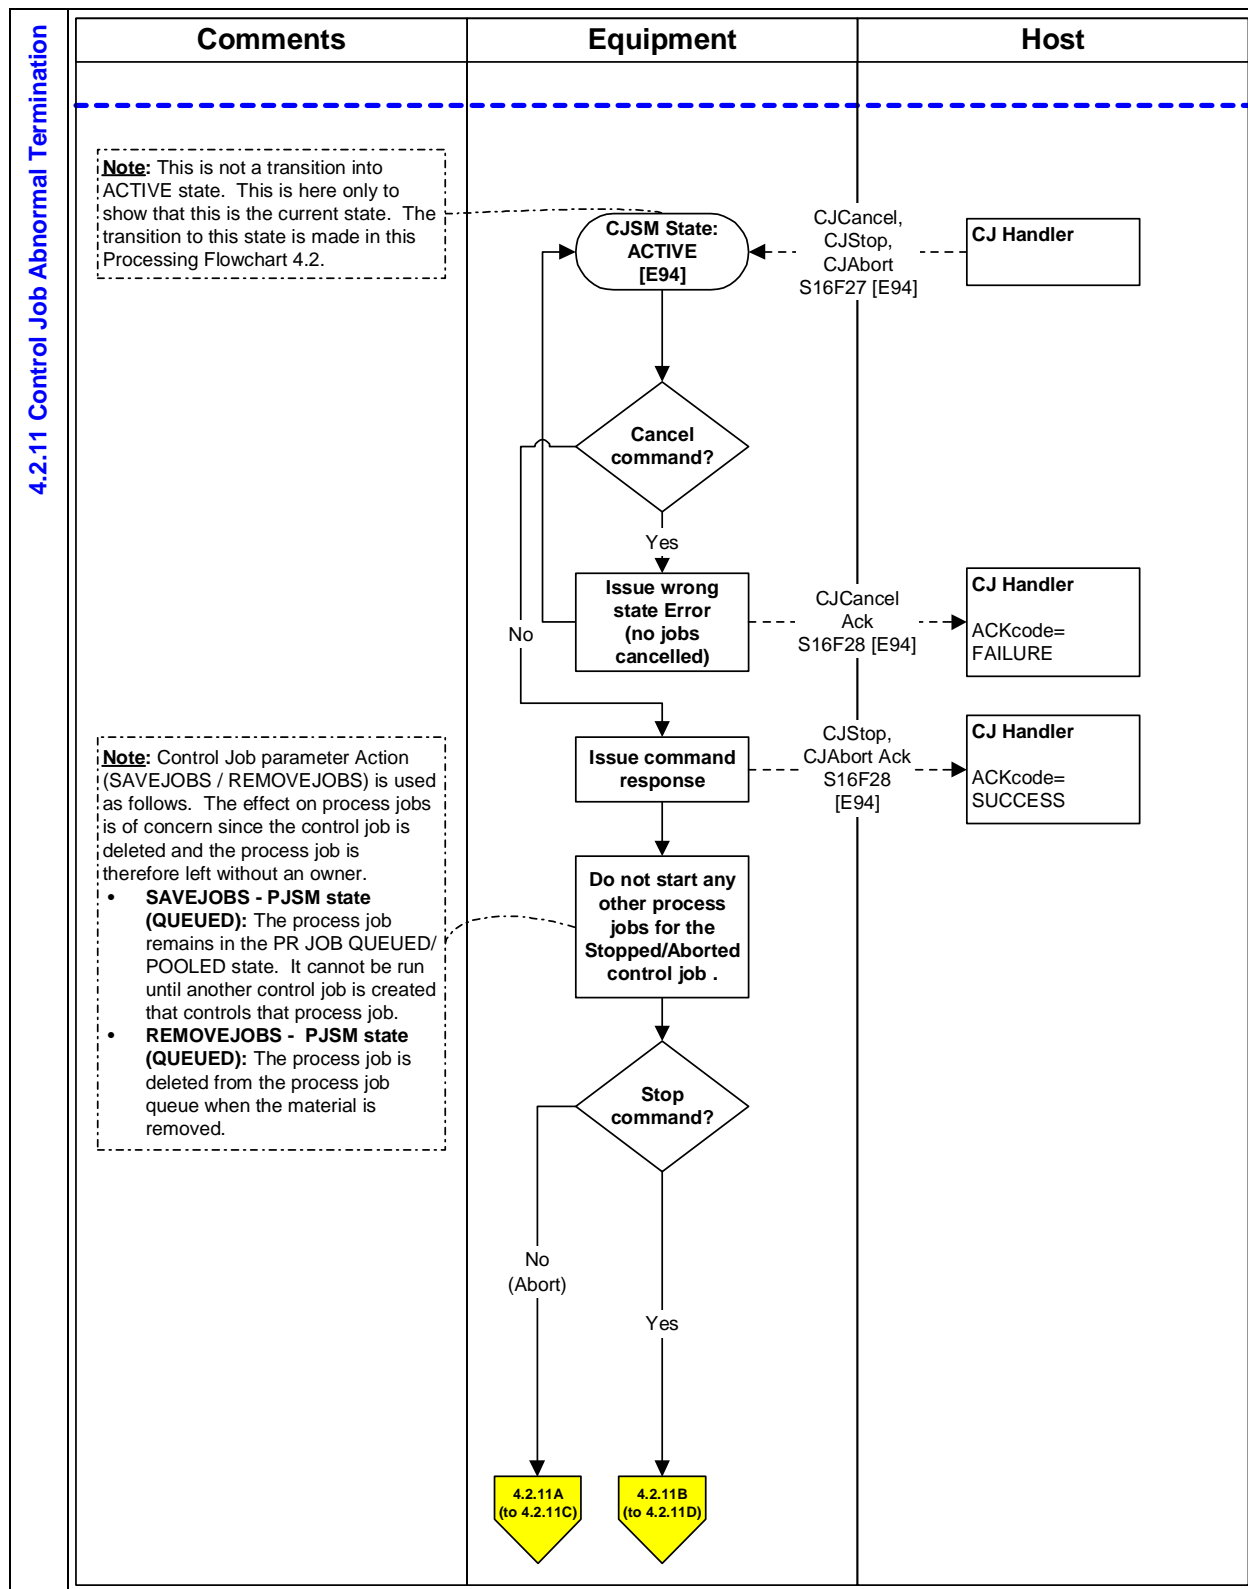 4.2.11 Control Job Abnormal Termination
Comments
Equipment
Host
Note: This is not a transition into
ACTIVE state. This is here only to
show that this is the current state. The
transition to this state is made in this
Processing Flowchart 4.2.
CJSM State:
ACTIVE
[E94]
CJCancel,
CJStop,
CJAbort
S16F27 [E94]
CJ Handler
Cancel
command?
Yes
No
Issue wrong
state Error
(no jobs
cancelled)
CJCancel
Ack
S16F28 [E94]
CJ Handler
ACKcode=
FAILURE
Issue command
response
CJStop,
CJAbort Ack
S16F28
[E94]
CJ Handler
ACKcode=
SUCCESS
Note: Control Job parameter Action
(SAVEJOBS / REMOVEJOBS) is used
as follows. The effect on process jobs
is of concern since the control job is
deleted and the process job is
therefore left without an owner.
• SAVEJOBS - PJSM state
(QUEUED): The process job
remains in the PR JOB QUEUED/
POOLED state. It cannot be run
until another control job is created
that controls that process job.
• REMOVEJOBS - PJSM state
(QUEUED): The process job is
deleted from the process job
queue when the material is
removed.
Do not start any
other process
jobs for the
Stopped/Aborted
control job .
Stop
command?
No
(Abort)
Yes
4.2.11A
(to 4.2.11C)
4.2.11B
(to 4.2.11D)